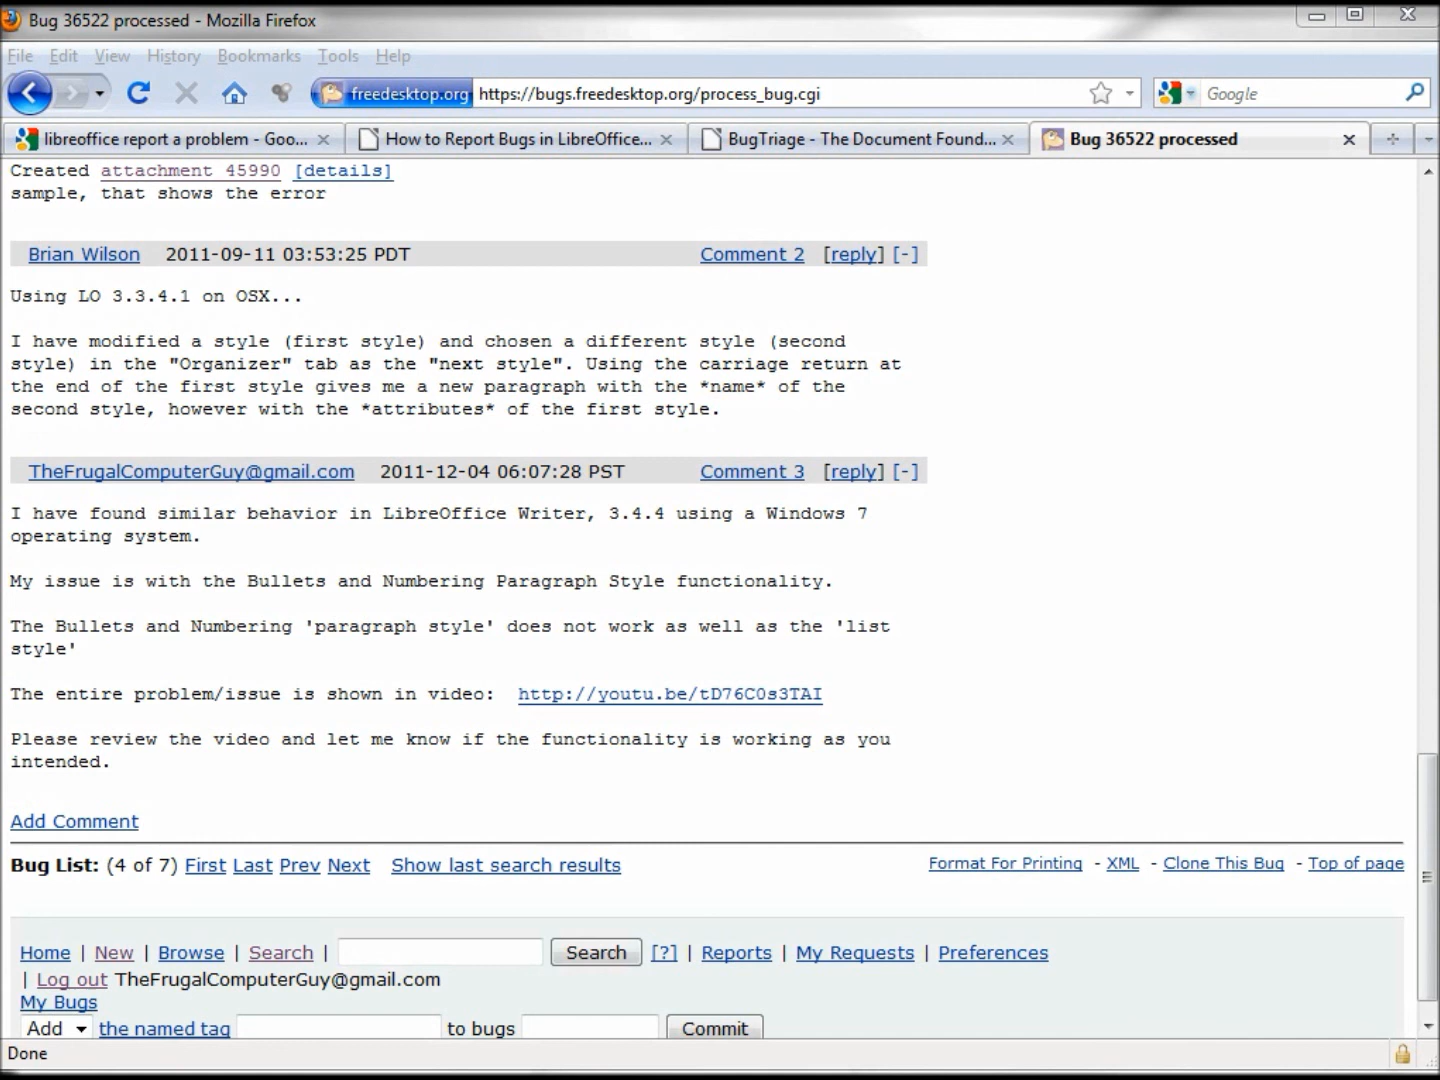 Bug 36522 processed - Mozilla Firefox
File Edit View History Bookmarks Tools Help
freedesktop.org https://bugs.freedesktop.org/process_bug.cgi Google
libreoffice report a problem - Goo... How to Report Bugs in LibreOffice... BugTriage - The Document Found... Bug 36522 processed
Created attachment 45990 [details]
sample, that shows the error
Brian Wilson 2011-09-11 03:53:25 PDT Comment 2 [reply] [-]
Using LO 3.3.4.1 on OSX...
I have modified a style (first style) and chosen a different style (second
style) in the "Organizer" tab as the "next style". Using the carriage return at
the end of the first style gives me a new paragraph with the *name* of the
second style, however with the *attributes* of the first style.
TheFrugalComputerGuy@gmail.com 2011-12-04 06:07:28 PST Comment 3 [reply] [-]
I have found similar behavior in LibreOffice Writer, 3.4.4 using a Windows 7
operating system.
My issue is with the Bullets and Numbering Paragraph Style functionality.
The Bullets and Numbering 'paragraph style' does not work as well as the 'list
style'
The entire problem/issue is shown in video: http://youtu.be/tD76C0s3TAI
Please review the video and let me know if the functionality is working as you
intended.
Add Comment
Bug List: (4 of 7) First Last Prev Next Show last search results Format For Printing - XML - Clone This Bug - Top of page
Home | New | Browse | Search | Search [?] | Reports | My Requests | Preferences
| Log out TheFrugalComputerGuy@gmail.com
My Bugs
Add the named tag to bugs Commit
Done